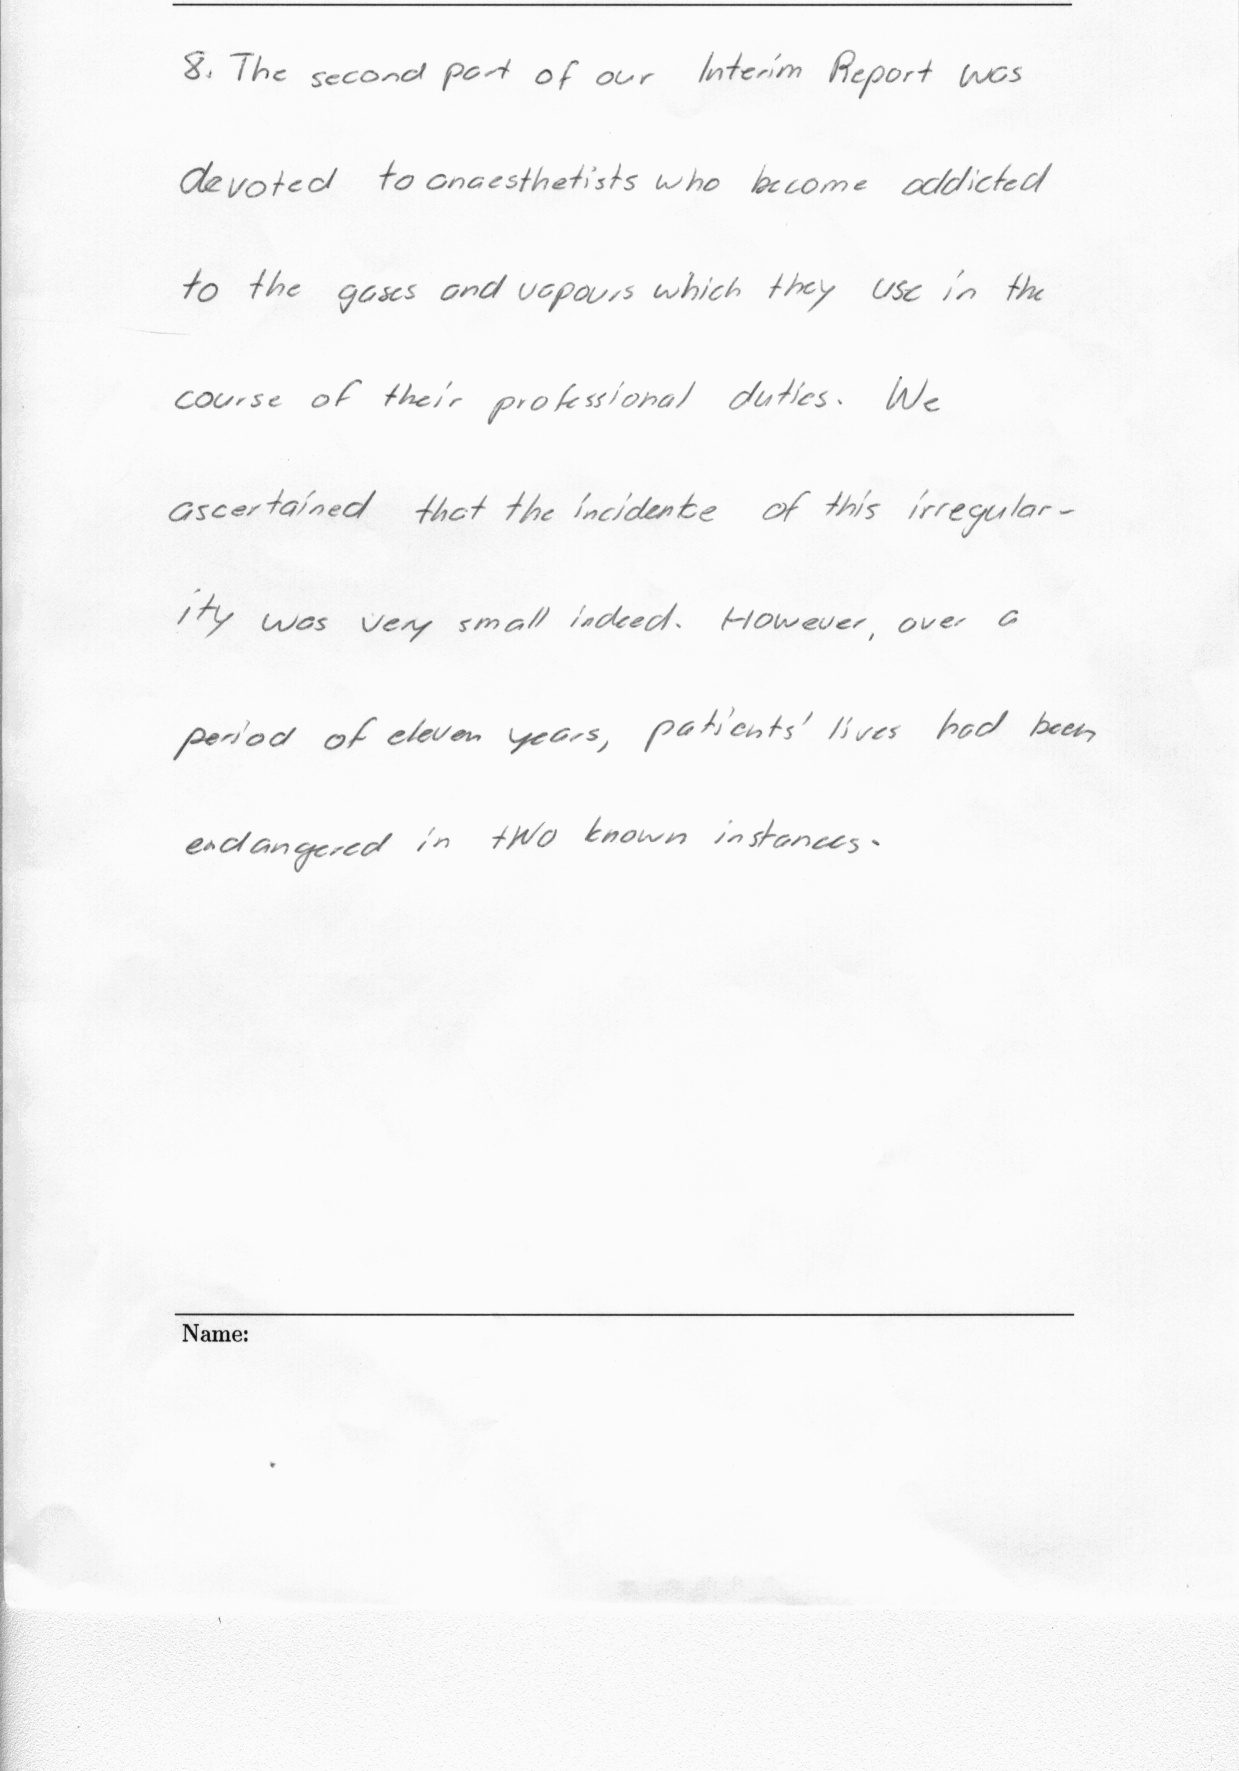 8. The second part of our Interim Report was
devoted to anaesthetists who become addicted
to the gases and vapours which they use in the
course of their professional duties. We
ascertained that the incidence of this irregular-
ity was very small indeed. However, over a
period of eleven years, patients' lives had been
endangered in two known instances.
Name: